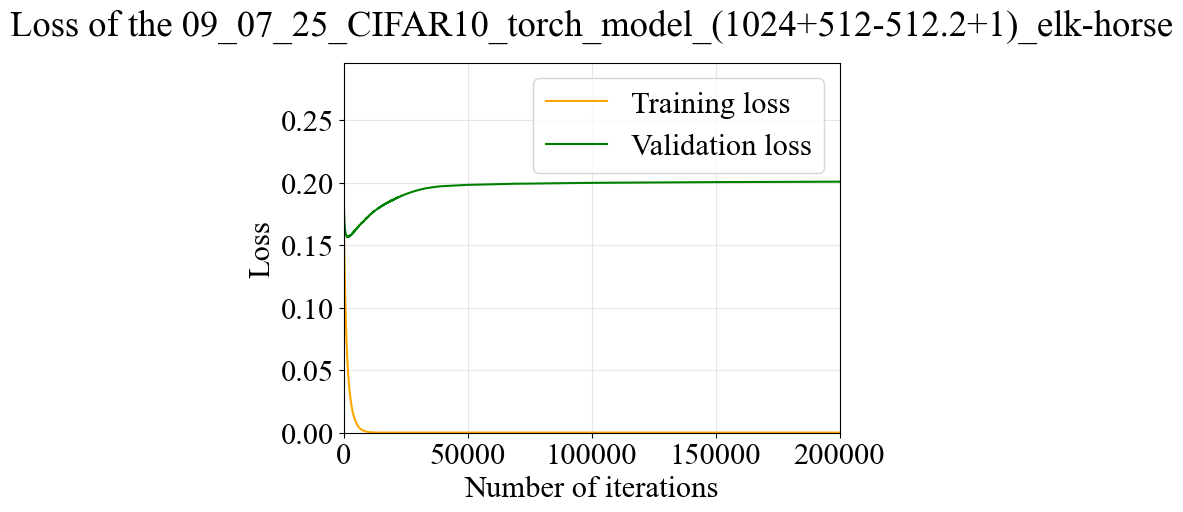 Loss of the 09_07_25_CIFAR10_torch_model_(1024+512-512.2+1)_elk-horse
Training loss
Validation loss
Loss
0.25
0.20
0.15
0.10
0.05
0.00
0 50000 100000 150000 200000
Number of iterations